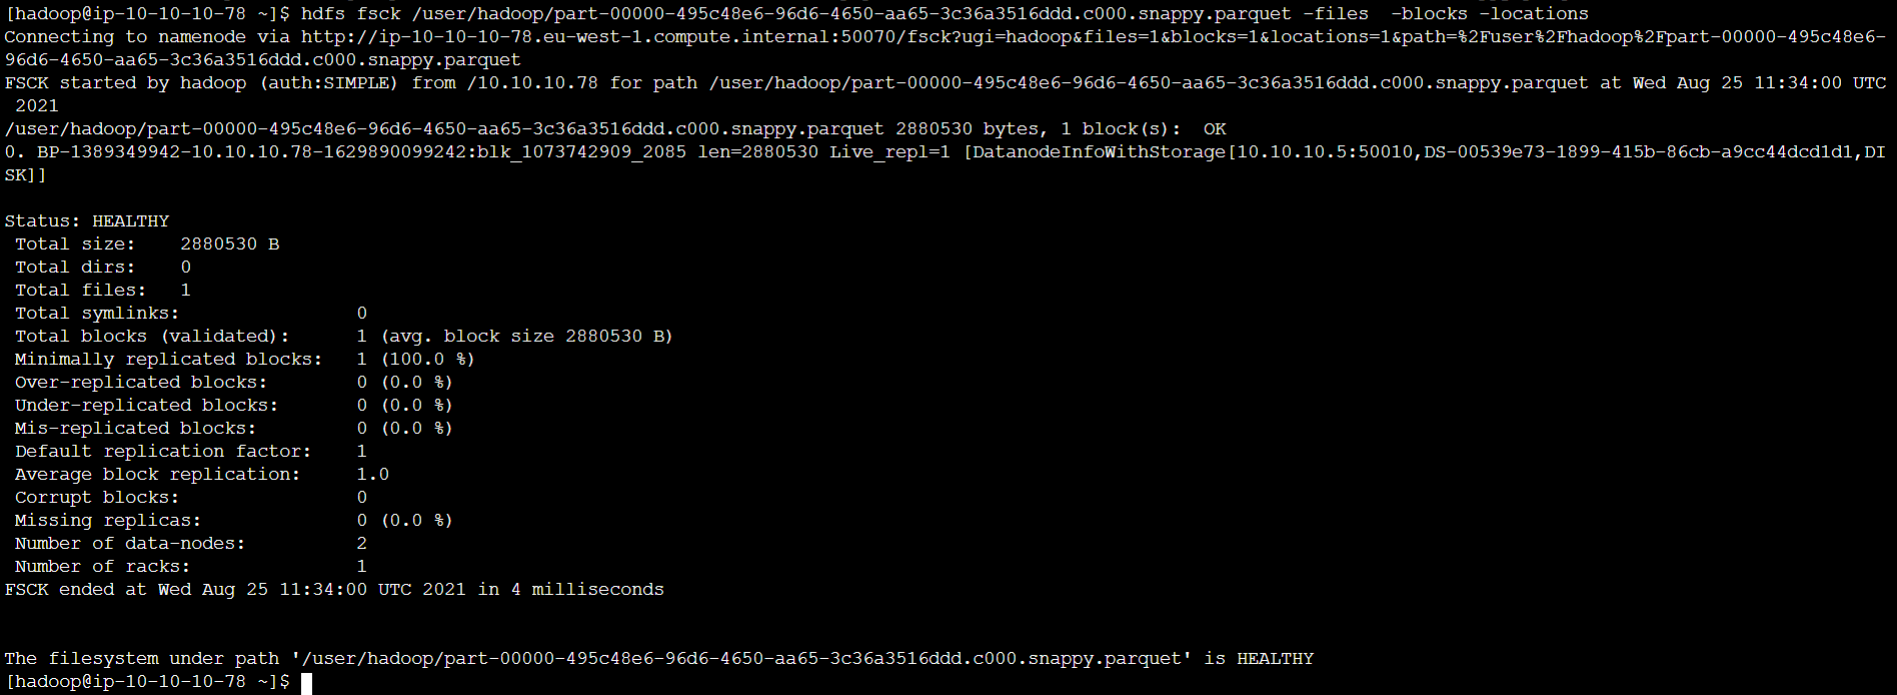 [hadoop@ip-10-10-10-78 ~]$ hdfs fsck /user/hadoop/part-00000-495c48e6-96d6-4650-aa65-3c36a3516ddd.c000.snappy.parquet -files  -blocks -locations
Connecting to namenode via http://ip-10-10-10-78.eu-west-1.compute.internal:50070/fsck?ugi=hadoop&files=1&blocks=1&locations=1&path=%2Fuser%2Fhadoop%2Fpart-00000-495c48e6-
96d6-4650-aa65-3c36a3516ddd.c000.snappy.parquet
FSCK started by hadoop (auth:SIMPLE) from /10.10.10.78 for path /user/hadoop/part-00000-495c48e6-96d6-4650-aa65-3c36a3516ddd.c000.snappy.parquet at Wed Aug 25 11:34:00 UTC
 2021
/user/hadoop/part-00000-495c48e6-96d6-4650-aa65-3c36a3516ddd.c000.snappy.parquet 2880530 bytes, 1 block(s):  OK
0. BP-1389349942-10.10.10.78-1629890099242:blk_1073742909_2085 len=2880530 Live_repl=1 [DatanodeInfoWithStorage[10.10.10.5:50010,DS-00539e73-1899-415b-86cb-a9cc44dcd1d1,DI
SK]]
Status: HEALTHY
 Total size:    2880530 B
 Total dirs:    0
 Total files:   1
 Total symlinks:                0
 Total blocks (validated):      1 (avg. block size 2880530 B)
 Minimally replicated blocks:   1 (100.0 %)
 Over-replicated blocks:        0 (0.0 %)
 Under-replicated blocks:       0 (0.0 %)
 Mis-replicated blocks:         0 (0.0 %)
 Default replication factor:    1
 Average block replication:     1.0
 Corrupt blocks:                0
 Missing replicas:              0 (0.0 %)
 Number of data-nodes:          2
 Number of racks:               1
FSCK ended at Wed Aug 25 11:34:00 UTC 2021 in 4 milliseconds
The filesystem under path '/user/hadoop/part-00000-495c48e6-96d6-4650-aa65-3c36a3516ddd.c000.snappy.parquet' is HEALTHY
[hadoop@ip-10-10-10-78 ~]$